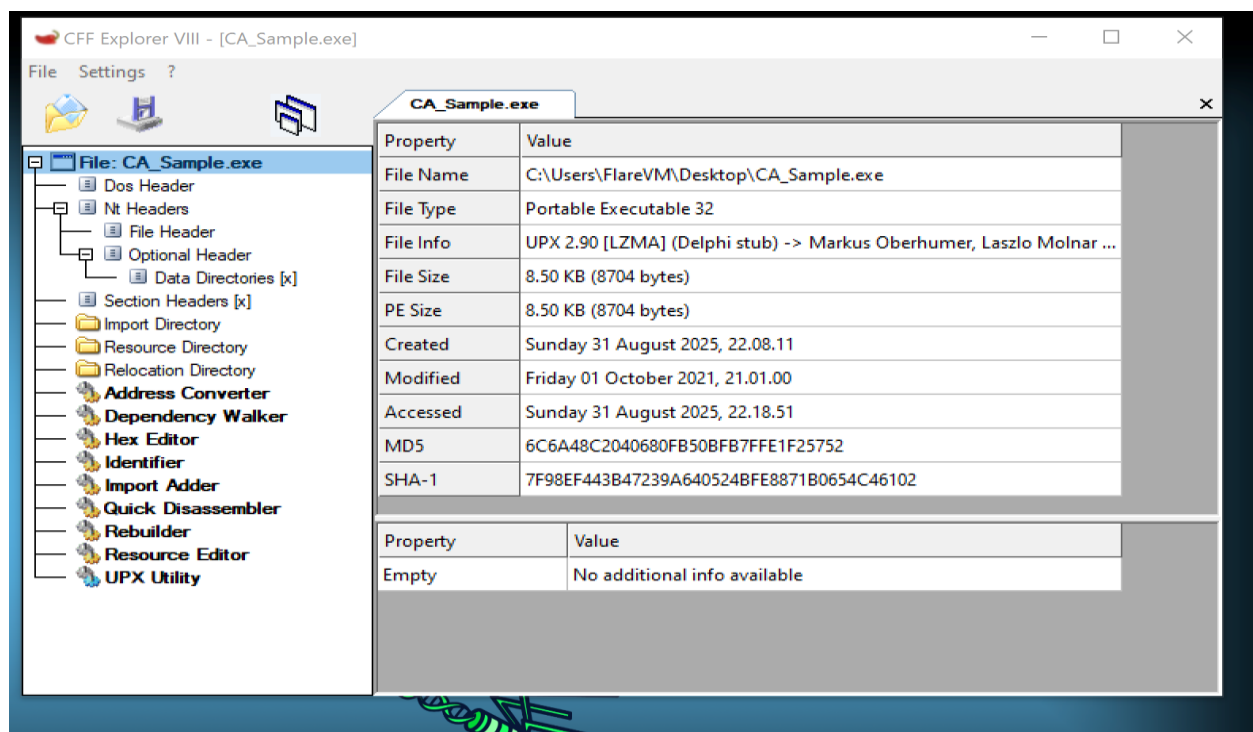 CFF Explorer VIII - [CA_Sample.exe]
File Settings ?
CA_Sample.exe
File: CA_Sample.exe
Dos Header
Nt Headers
File Header
Optional Header
Data Directories [x]
Section Headers [x]
Import Directory
Resource Directory
Relocation Directory
Address Converter
Dependency Walker
Hex Editor
Identifier
Import Adder
Quick Disassembler
Rebuilder
Resource Editor
UPX Utility
Property Value
File Name C:\Users\FlareVM\Desktop\CA_Sample.exe
File Type Portable Executable 32
File Info UPX 2.90 [LZMA] (Delphi stub) -> Markus Oberhumer, Laszlo Molnar ...
File Size 8.50 KB (8704 bytes)
PE Size 8.50 KB (8704 bytes)
Created Sunday 31 August 2025, 22.08.11
Modified Friday 01 October 2021, 21.01.00
Accessed Sunday 31 August 2025, 22.18.51
MD5 6C6A48C2040680FB50BFB7FFE1F25752
SHA-1 7F98EF443B47239A640524BFE8871B0654C46102
Property Value
Empty No additional info available